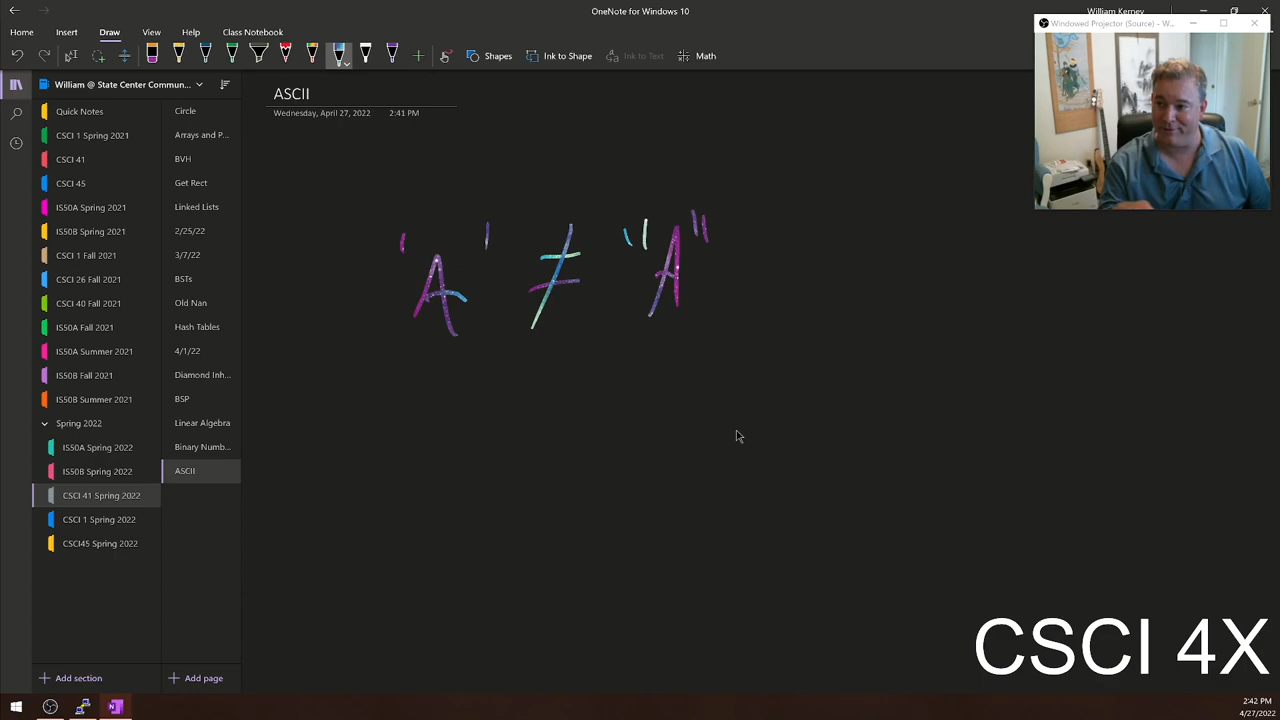 OneNote for Windows 10
William Kerney
Windowed Projector (Source) - W...
Home Insert Draw View Help Class Notebook
Shapes Ink to Shape Ink to Text Math
William @ State Center Commun...
Quick Notes
CSCI 1 Spring 2021
CSCI 41
CSCI 45
IS50A Spring 2021
IS50B Spring 2021
CSCI 1 Fall 2021
CSCI 26 Fall 2021
CSCI 40 Fall 2021
IS50A Fall 2021
IS50A Summer 2021
IS50B Fall 2021
IS50B Summer 2021
Spring 2022
IS50A Spring 2022
IS50B Spring 2022
CSCI 41 Spring 2022
CSCI 1 Spring 2022
CSCI45 Spring 2022
Add section
Circle
Arrays and P...
BVH
Get Rect
Linked Lists
2/25/22
3/7/22
BSTs
Old Nan
Hash Tables
4/1/22
Diamond Inh...
BSP
Linear Algebra
Binary Numb...
ASCII
Add page
ASCII
Wednesday, April 27, 2022 2:41 PM
'A' ≠ "A"
CSCI 4X
2:42 PM
4/27/2022